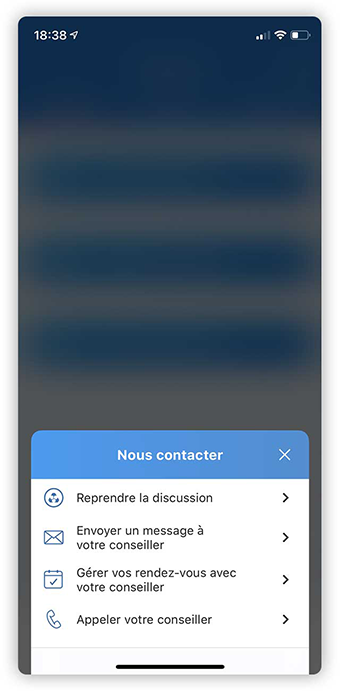 18:38
Nous contacter
Reprendre la discussion
Envoyer un message à
votre conseiller
Gérer vos rendez-vous avec
votre conseiller
Appeler votre conseiller